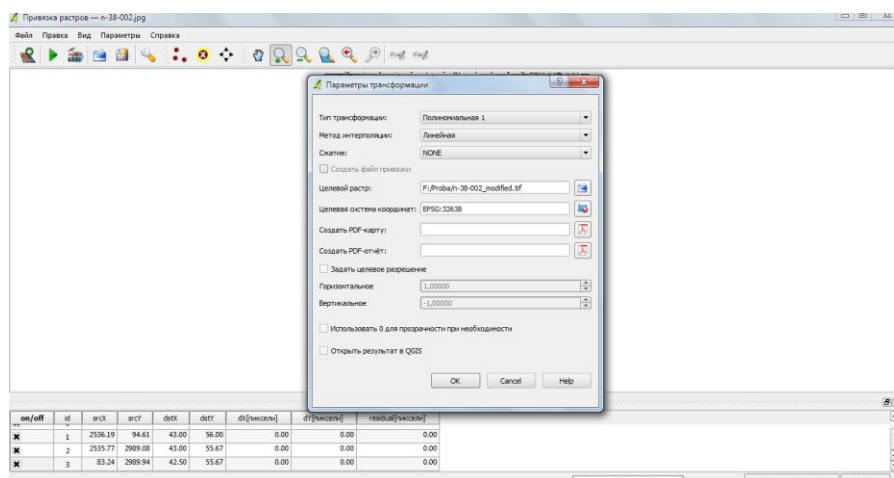 Привязка растров — n-38-002.jpg
Файл Правка Вид Параметры Справка
Параметры трансформации
Тип трансформации: Полиномиальная 1
Метод интерполяции: Линейная
Сжатие: NONE
Создать файл привязки
Целевой растр: F:/Proba/n-38-002_modified.tif
Целевая система координат: EPSG:32638
Создать PDF-карту:
Создать PDF-отчёт:
Задать целевое разрешение
Горизонтальное 1,00000
Вертикальное -1,00000
Использовать 0 для прозрачности при необходимости
Открыть результат в QGIS
OK Cancel Help
on/off id srcX srcY dstX dstY dX[пиксели] dY[пиксели] residual[пиксели]
1 2536.19 94.61 43.00 56.00 0.00 0.00 0.00
2 2535.77 2989.08 43.00 55.67 0.00 0.00 0.00
3 83.24 2989.94 42.50 55.67 0.00 0.00 0.00